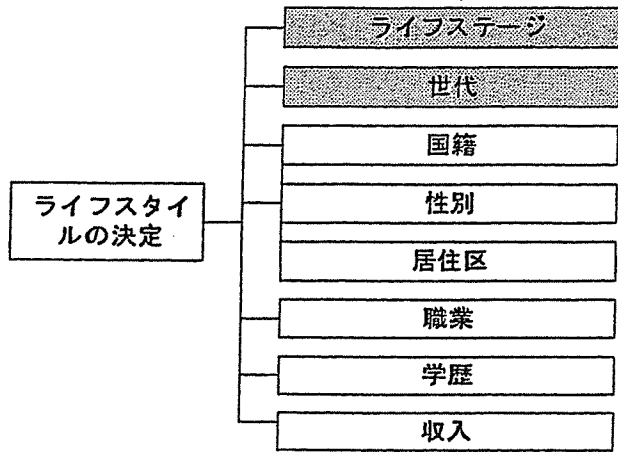 ライフステージ
世代
国籍
ライフスタイ
ルの決定
性別
居住区
職業
学歴
収入